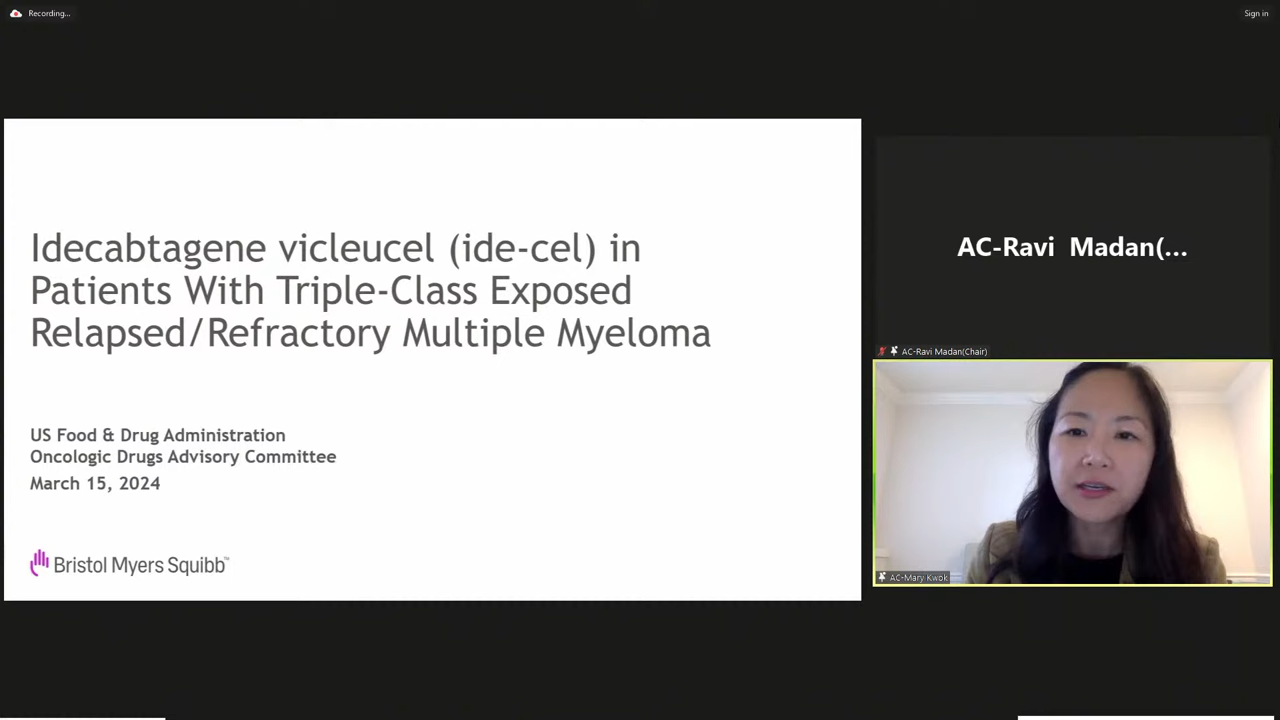 Recording...
Sign in
Idecabtagene vicleucel (ide-cel) in
Patients With Triple-Class Exposed
Relapsed/Refractory Multiple Myeloma
US Food & Drug Administration
Oncologic Drugs Advisory Committee
March 15, 2024
Bristol Myers Squibb™
AC-Ravi Madan(...
AC-Ravi Madan(Chair)
AC-Mary Kwok